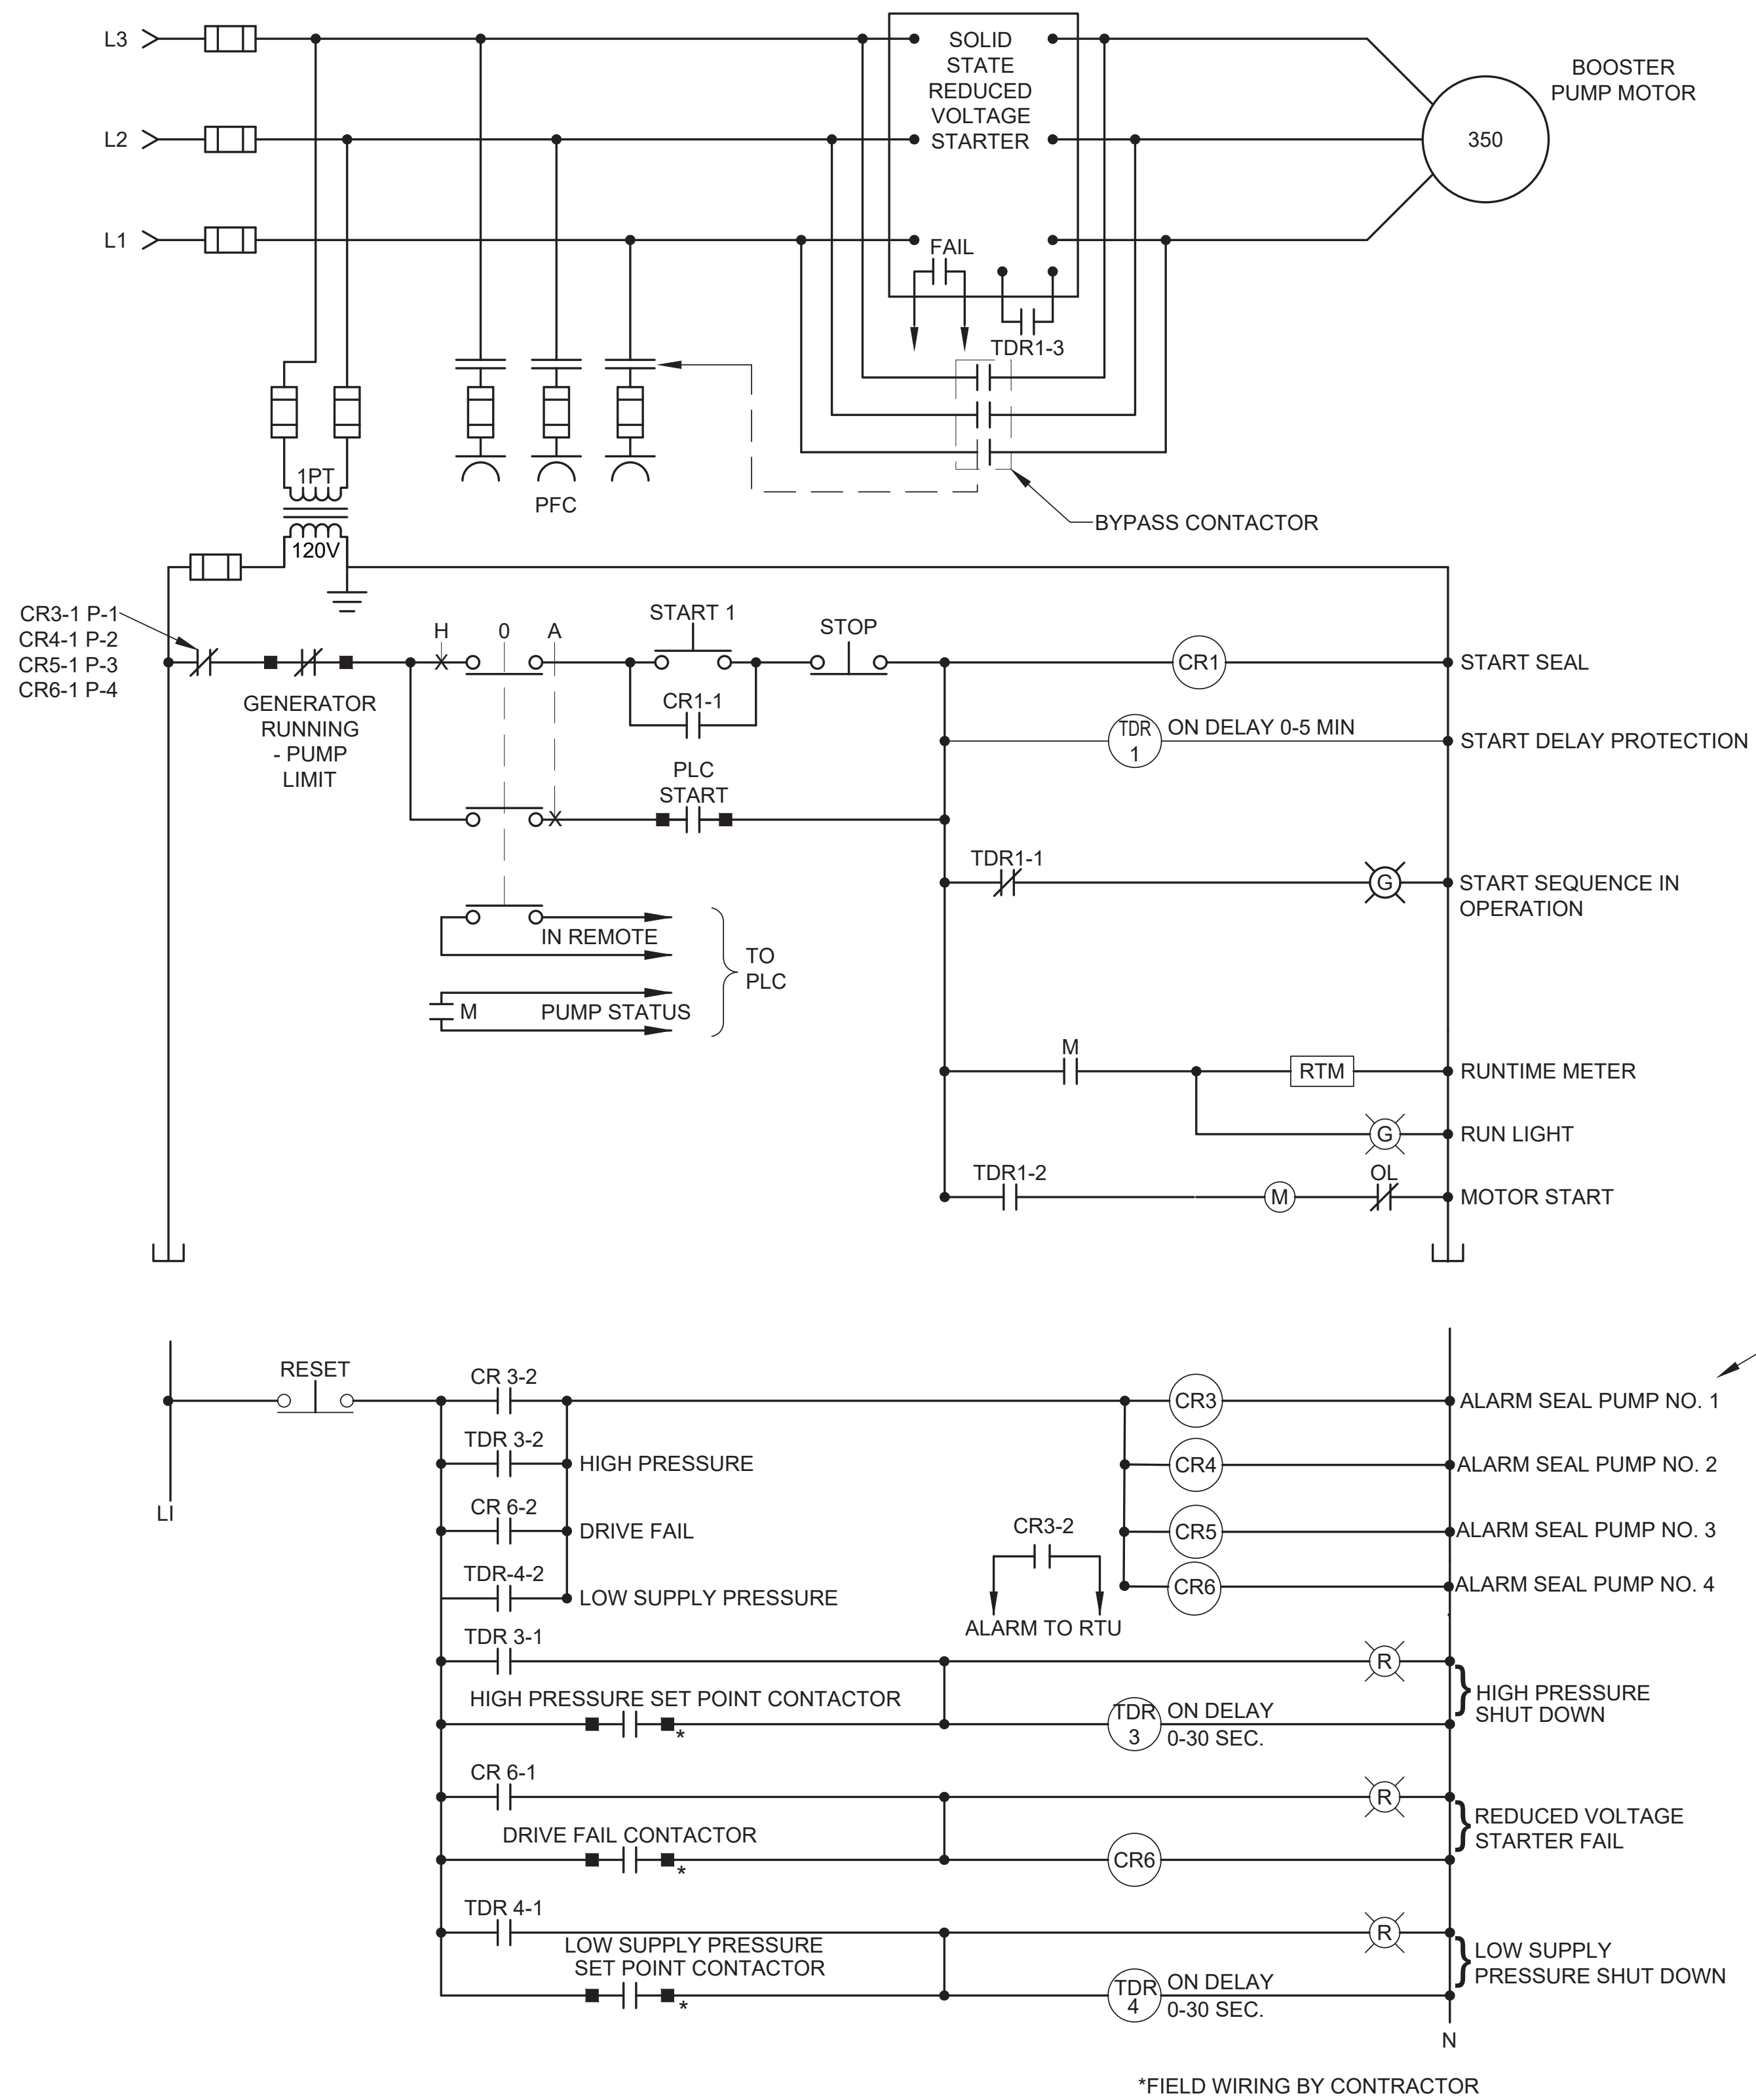 L3
SOLID
STATE
REDUCED
VOLTAGE
STARTER
BOOSTER
PUMP MOTOR
L2
350
L1
FAIL
TDR1-3
1PT
PFC
BYPASS CONTACTOR
120V
CR3-1 P-1
CR4-1 P-2
CR5-1 P-3
CR6-1 P-4
H 0 A
START 1
STOP
X
CR1
START SEAL
GENERATOR
RUNNING
- PUMP
LIMIT
CR1-1
TDR
1
ON DELAY 0-5 MIN
START DELAY PROTECTION
PLC
START
X
TDR1-1
G
START SEQUENCE IN
OPERATION
IN REMOTE
TO
PLC
M
PUMP STATUS
M
RTM
RUNTIME METER
G
RUN LIGHT
TDR1-2
M
OL
MOTOR START
RESET
CR 3-2
CR3
ALARM SEAL PUMP NO. 1
TDR 3-2
HIGH PRESSURE
CR4
ALARM SEAL PUMP NO. 2
LI
CR 6-2
DRIVE FAIL
CR3-2
CR5
ALARM SEAL PUMP NO. 3
TDR-4-2
LOW SUPPLY PRESSURE
CR6
ALARM SEAL PUMP NO. 4
ALARM TO RTU
TDR 3-1
R
HIGH PRESSURE SET POINT CONTACTOR
*
TDR
3
ON DELAY
0-30 SEC.
HIGH PRESSURE
SHUT DOWN
CR 6-1
R
DRIVE FAIL CONTACTOR
*
CR6
REDUCED VOLTAGE
STARTER FAIL
TDR 4-1
R
LOW SUPPLY PRESSURE
SET POINT CONTACTOR
*
TDR
4
ON DELAY
0-30 SEC.
LOW SUPPLY
PRESSURE SHUT DOWN
N
*FIELD WIRING BY CONTRACTOR